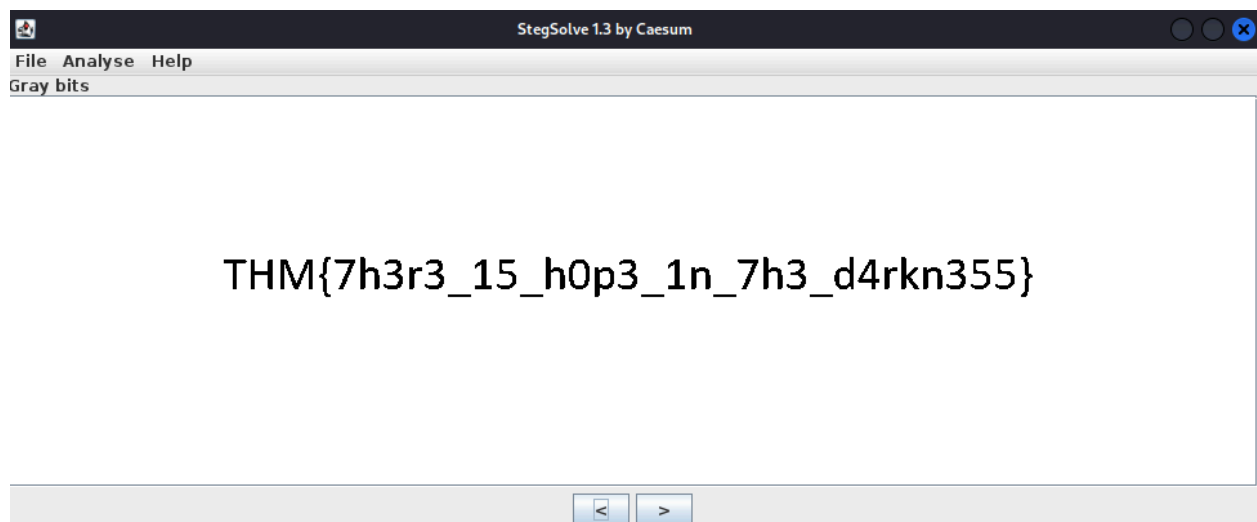 StegSolve 1.3 by Caesum
File Analyse Help
Gray bits
THM{7h3r3_15_h0p3_1n_7h3_d4rkn355}
< >